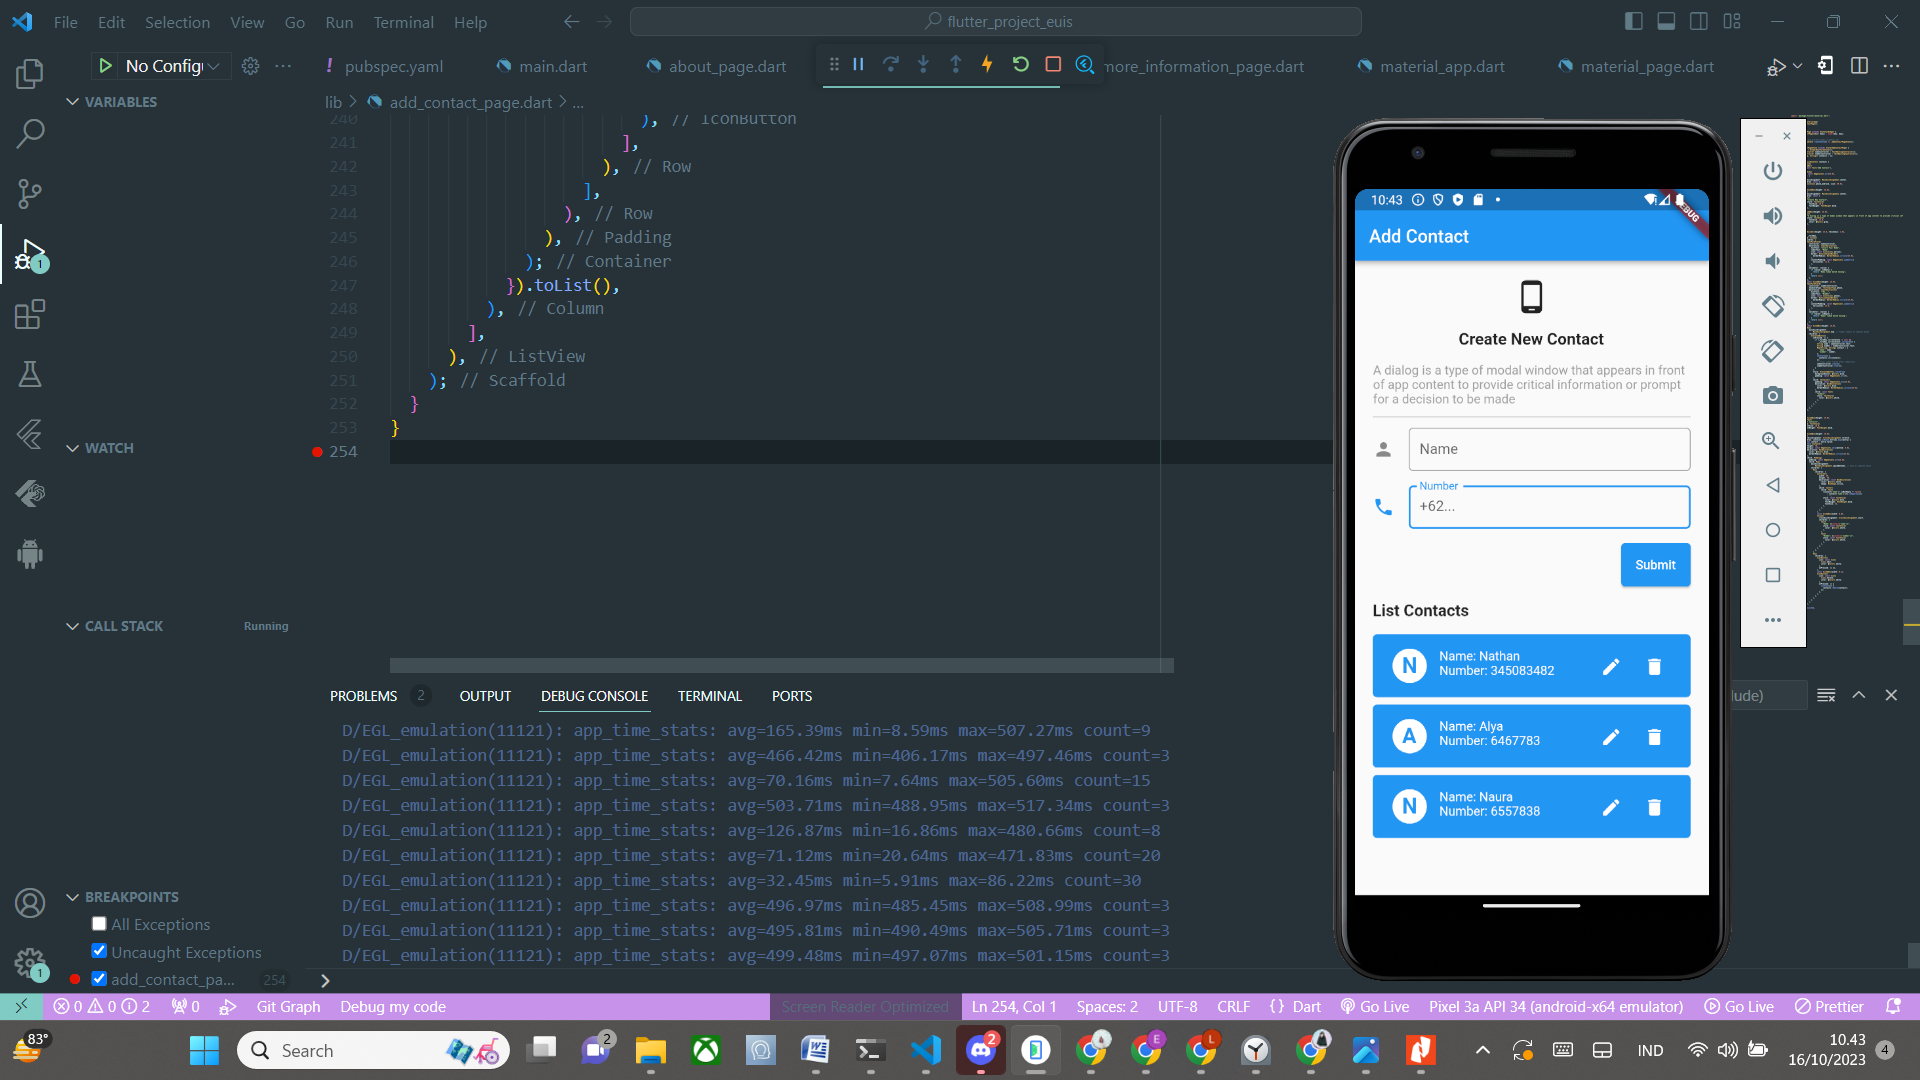 File Edit Selection View Go Run Terminal Help
flutter_project_euis
No Config
! pubspec.yaml
main.dart
about_page.dart
more_information_page.dart
material_app.dart
material_page.dart
VARIABLES
lib > add_contact_page.dart > ...
240 ), // IconButton
241 ],
242 ), // Row
243 ],
244 ), // Row
245 ), // Padding
246 ); // Container
247 }).toList(),
248 ), // Column
249 ],
250 ), // ListView
251 ); // Scaffold
252 }
253 }
254
WATCH
CALL STACK
Running
BREAKPOINTS
All Exceptions
Uncaught Exceptions
add_contact_pa... 254
1
1
PROBLEMS 2 OUTPUT DEBUG CONSOLE TERMINAL PORTS
lude)
D/EGL_emulation(11121): app_time_stats: avg=165.39ms min=8.59ms max=507.27ms count=9
D/EGL_emulation(11121): app_time_stats: avg=466.42ms min=406.17ms max=497.46ms count=3
D/EGL_emulation(11121): app_time_stats: avg=70.16ms min=7.64ms max=505.60ms count=15
D/EGL_emulation(11121): app_time_stats: avg=503.71ms min=488.95ms max=517.34ms count=3
D/EGL_emulation(11121): app_time_stats: avg=126.87ms min=16.86ms max=480.66ms count=8
D/EGL_emulation(11121): app_time_stats: avg=71.12ms min=20.64ms max=471.83ms count=20
D/EGL_emulation(11121): app_time_stats: avg=32.45ms min=5.91ms max=86.22ms count=30
D/EGL_emulation(11121): app_time_stats: avg=496.97ms min=485.45ms max=508.99ms count=3
D/EGL_emulation(11121): app_time_stats: avg=495.81ms min=490.49ms max=505.71ms count=3
D/EGL_emulation(11121): app_time_stats: avg=499.48ms min=497.07ms max=501.15ms count=3
>
10:43
DEBUG
Add Contact
Create New Contact
A dialog is a type of modal window that appears in front
of app content to provide critical information or prompt
for a decision to be made
Name
Number
+62...
Submit
List Contacts
N
Name: Nathan
Number: 345083482
A
Name: Alya
Number: 6467783
N
Name: Naura
Number: 6557838
0 0 2 0 Git Graph Debug my code
Screen Reader Optimized Ln 254, Col 1 Spaces: 2 UTF-8 CRLF {} Dart Go Live Pixel 3a API 34 (android-x64 emulator) Go Live Prettier
83°
Search
2
2
E
L
IND
10.43
16/10/2023
4